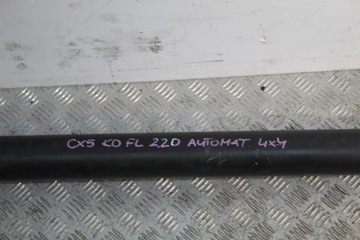 CX5 KO FL 220 AUTOMAT 4x4